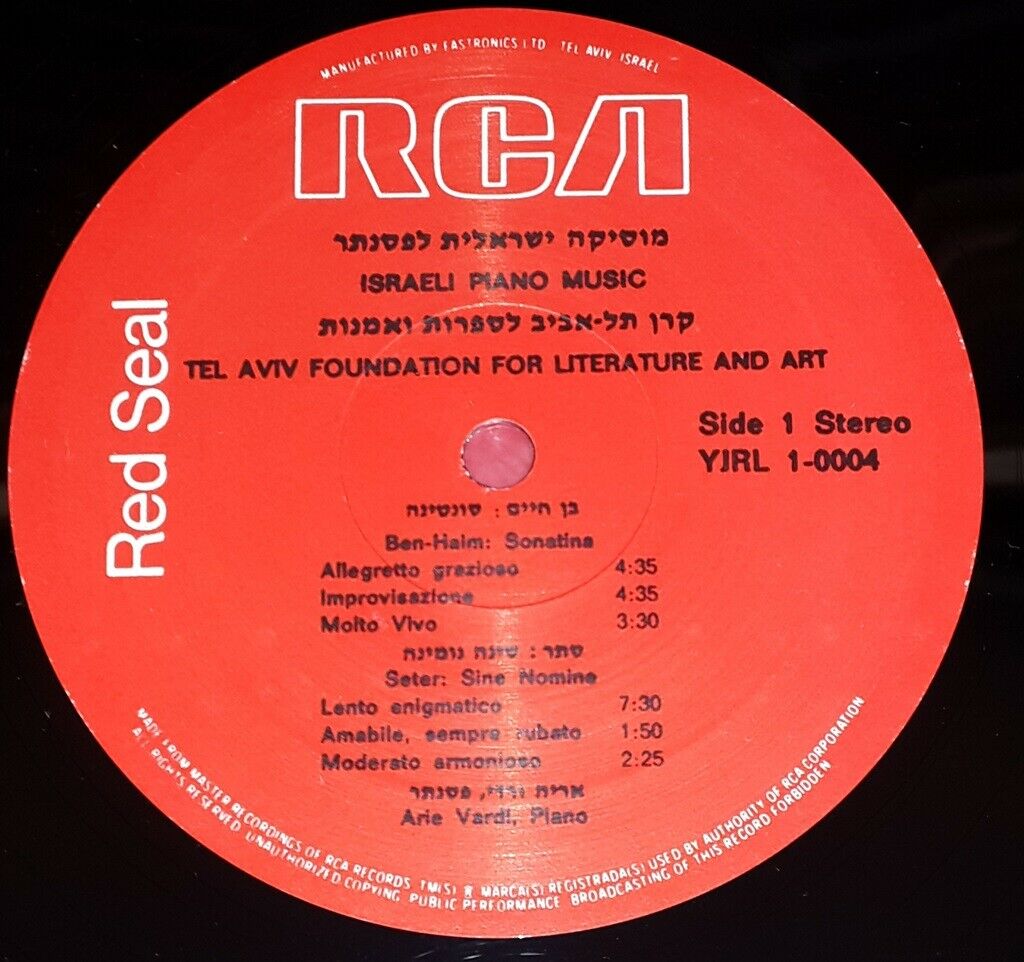 MANUFACTURED BY EASTRONICS LTD TEL AVIV ISRAEL
RCA
מוסיקה ישראלית לפסנתר
ISRAELI PIANO MUSIC
קרן תל-אביב לספרות ואמנות
TEL AVIV FOUNDATION FOR LITERATURE AND ART
Red Seal
Side 1 Stereo
YJRL 1-0004
בן חיים : סונטינה
Ben-Haim: Sonatina
Allegretto grazioso 4:35
Improvisazione 4:35
Molto Vivo 3:30
סתר : סינה נומינה
Seter: Sine Nomine
Lento enigmatico 7:30
Amabile, sempre rubato 1:50
Moderato armonioso 2:25
אריה ורדי, פסנתר
Arie Vardi, Piano
MADE FROM MASTER RECORDINGS OF RCA RECORDS TM(S) ® MARCA(S) REGISTRADA(S) USED BY AUTHORITY OF RCA CORPORATION
ALL RIGHTS RESERVED. UNAUTHORIZED COPYING PUBLIC PERFORMANCE BROADCASTING OF THIS RECORD FORBIDDEN